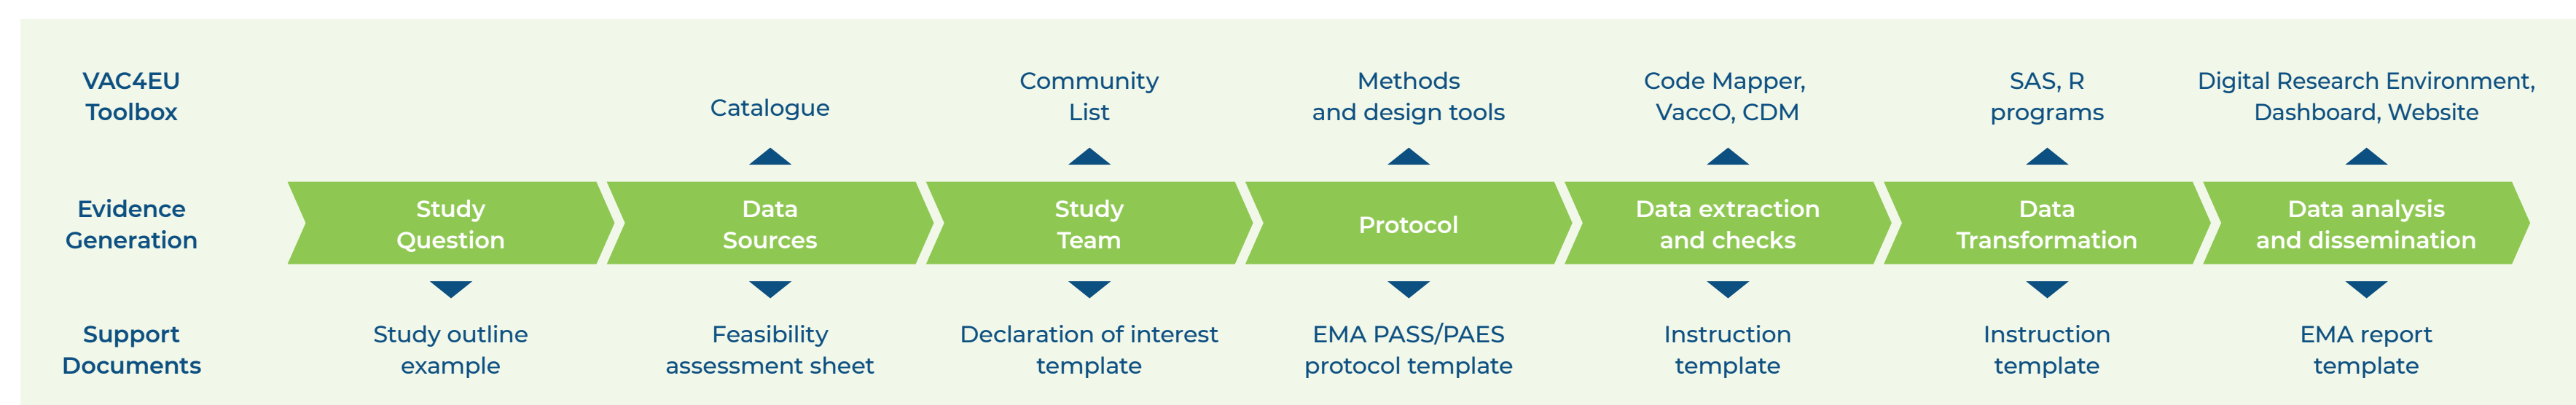 VAC4EU
Toolbox
Catalogue
Community
List
Methods
and design tools
Code Mapper,
VaccO, CDM
SAS, R
programs
Digital Research Environment,
Dashboard, Website
Evidence
Generation
Study
Question
Data
Sources
Study
Team
Protocol
Data extraction
and checks
Data
Transformation
Data analysis
and dissemination
Support
Documents
Study outline
example
Feasibility
assessment sheet
Declaration of interest
template
EMA PASS/PAES
protocol template
Instruction
template
Instruction
template
EMA report
template